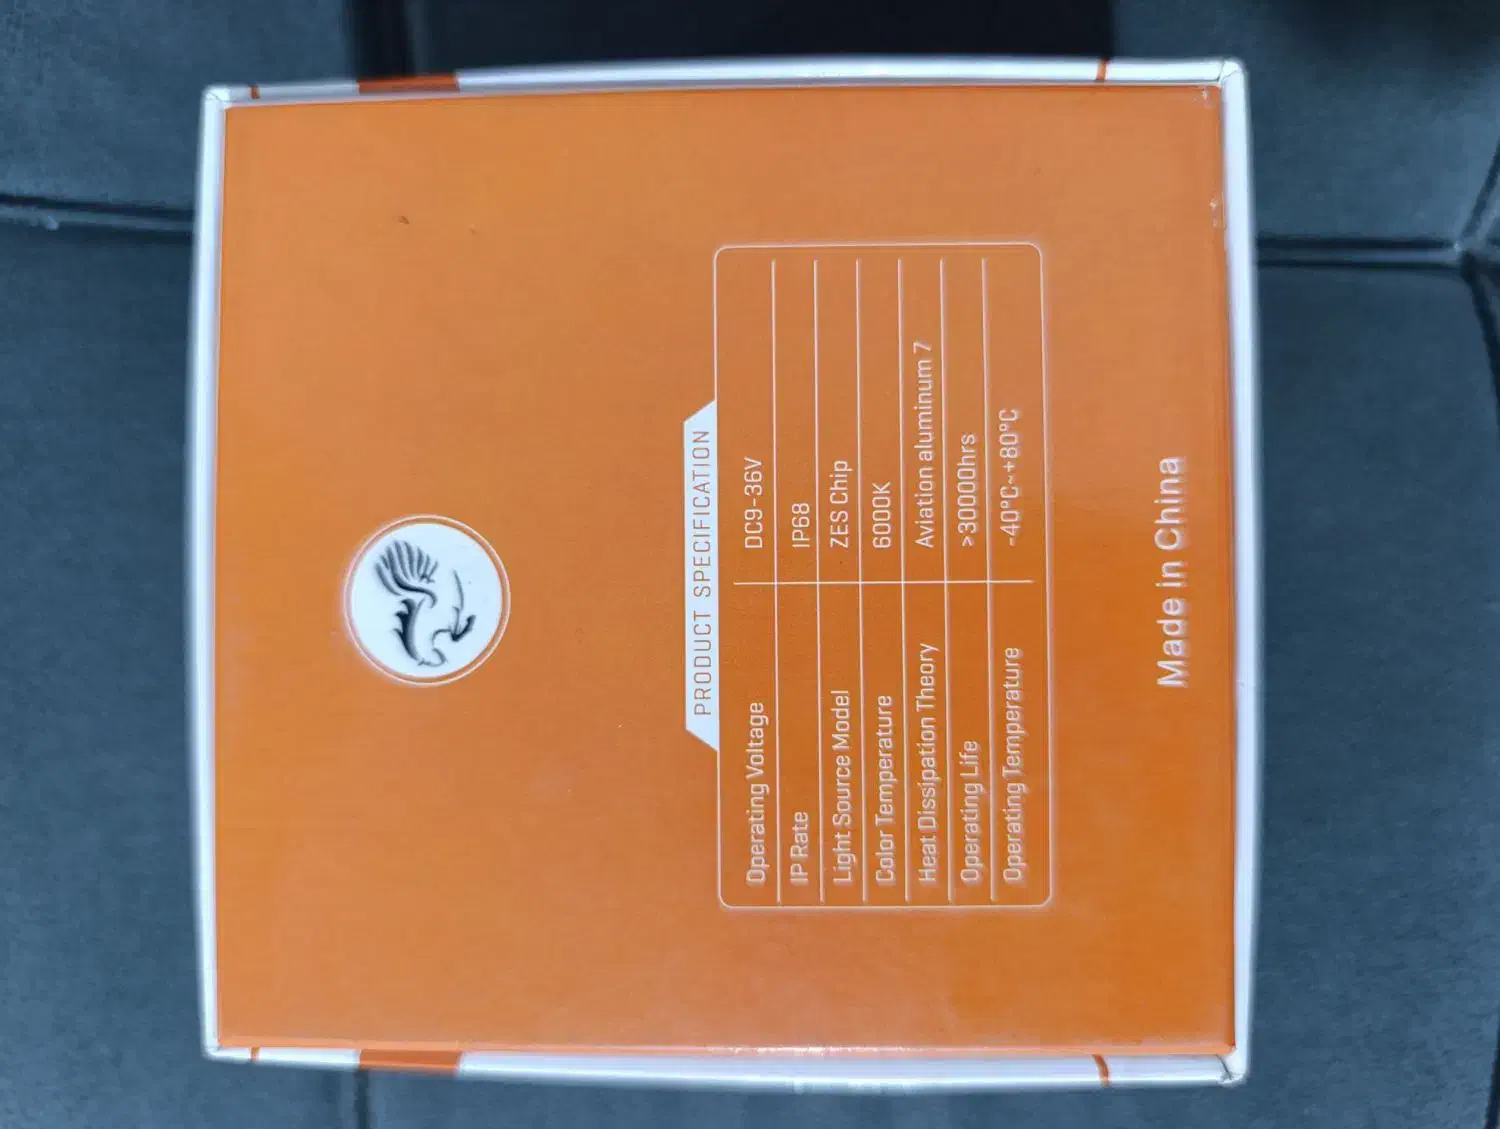 PRODUCT SPECIFICATION
Operating Voltage DC9-36V
IP Rate IP68
Light Source Model ZES Chip
Color Temperature 6000K
Heat Dissipation Theory Aviation aluminum 7
Operating Life >30000hrs
Operating Temperature -40°C~+80°C
Made in China